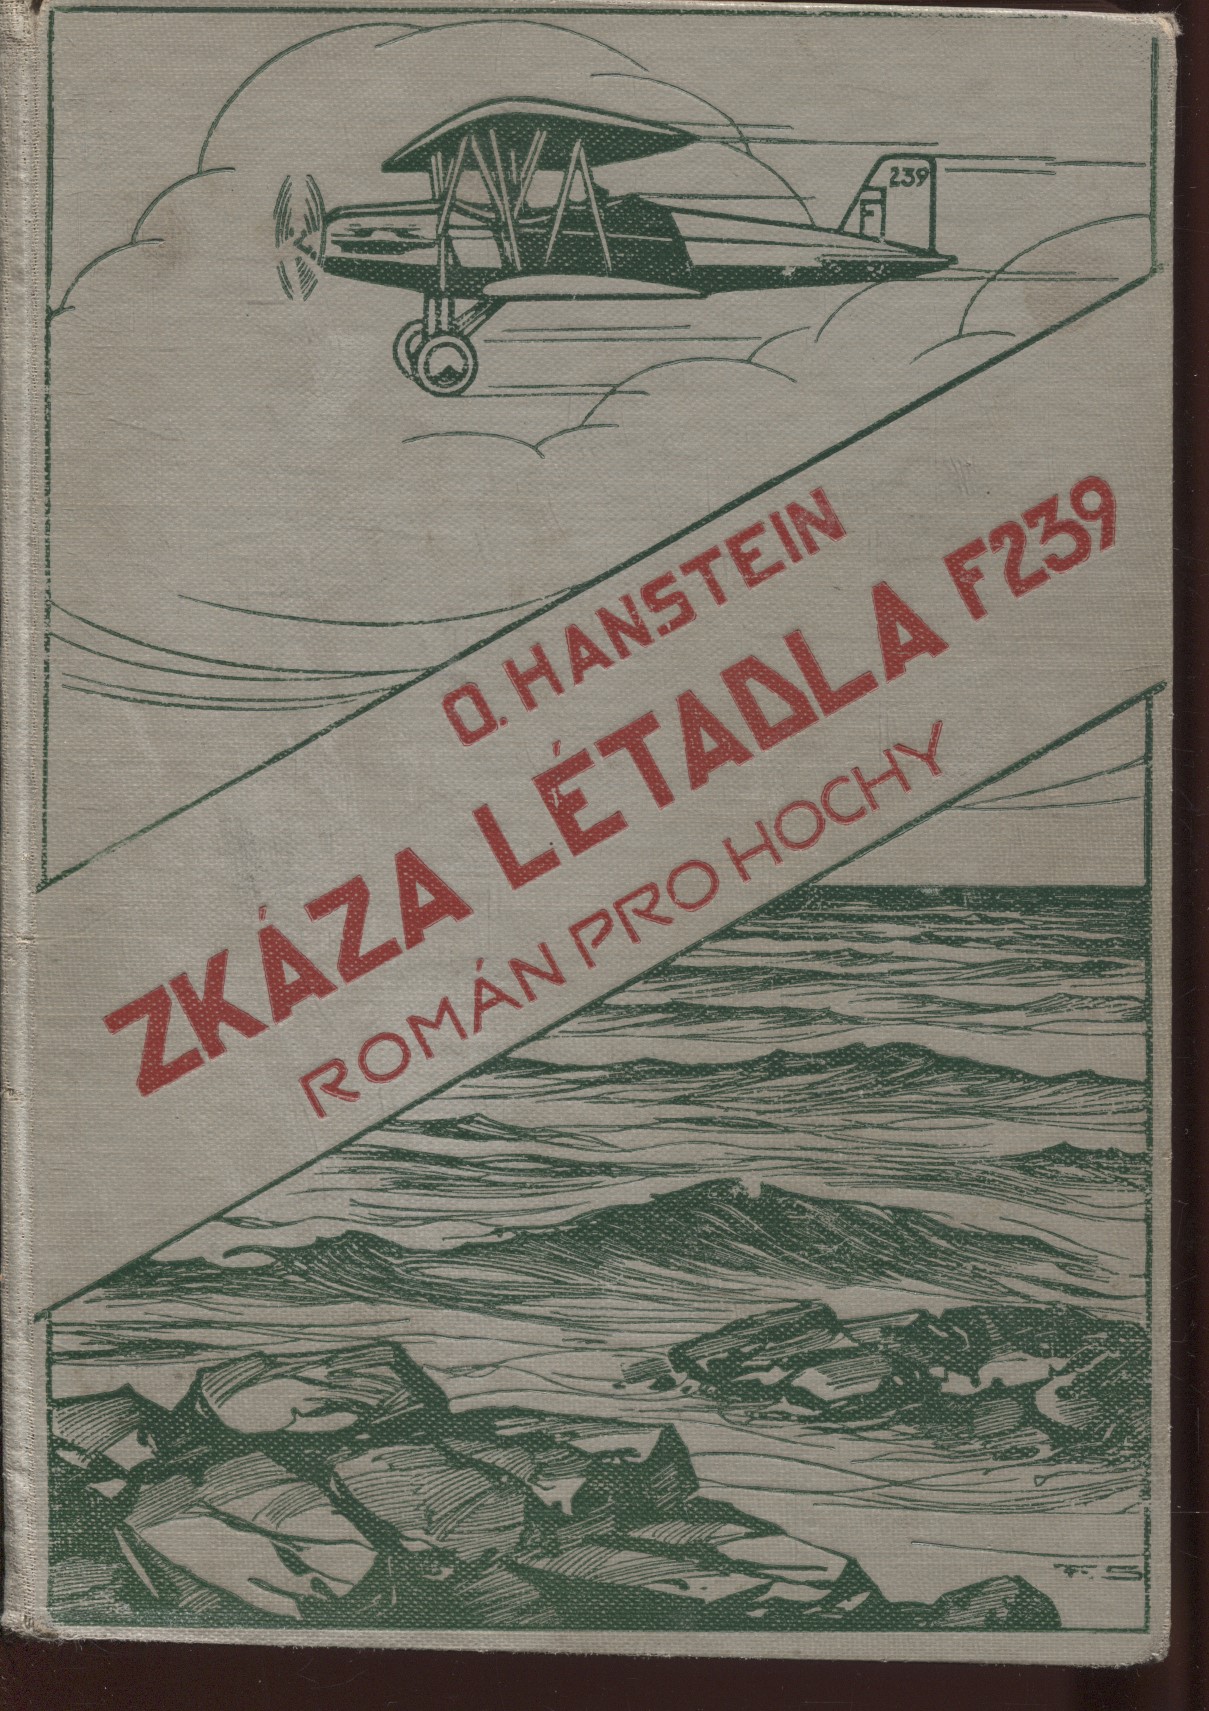 239
F
O. HANSTEIN
ZKÁZA LÉTADLA F239
ROMÁN PRO HOCHY